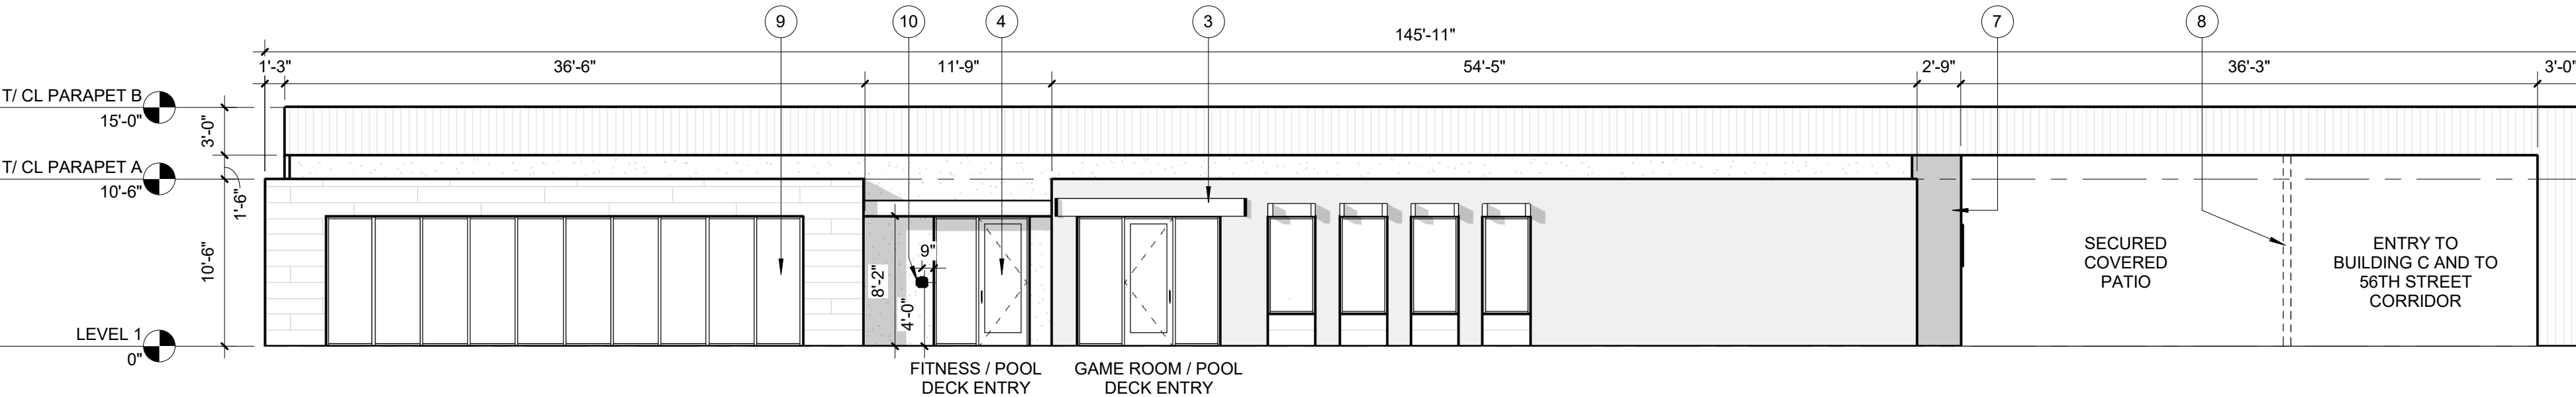 9
10
4
3
7
8
145'-11"
1'-3"
36'-6"
11'-9"
54'-5"
2'-9"
36'-3"
3'-0"
T/ CL PARAPET B
15'-0"
3'-0"
T/ CL PARAPET A
10'-6"
1'-6"
10'-6"
LEVEL 1
0"
9"
8'-2"
4'-0"
FITNESS / POOL
DECK ENTRY
GAME ROOM / POOL
DECK ENTRY
SECURED
COVERED
PATIO
ENTRY TO
BUILDING C AND TO
56TH STREET
CORRIDOR